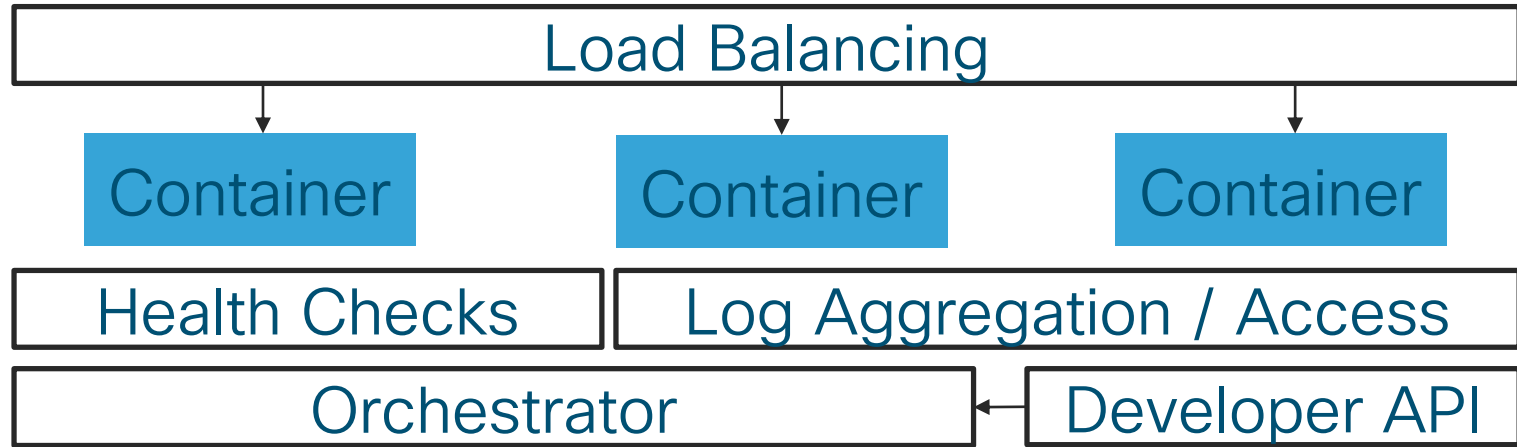 Load Balancing
Container
Container
Container
Health Checks
Log Aggregation / Access
Orchestrator
Developer API